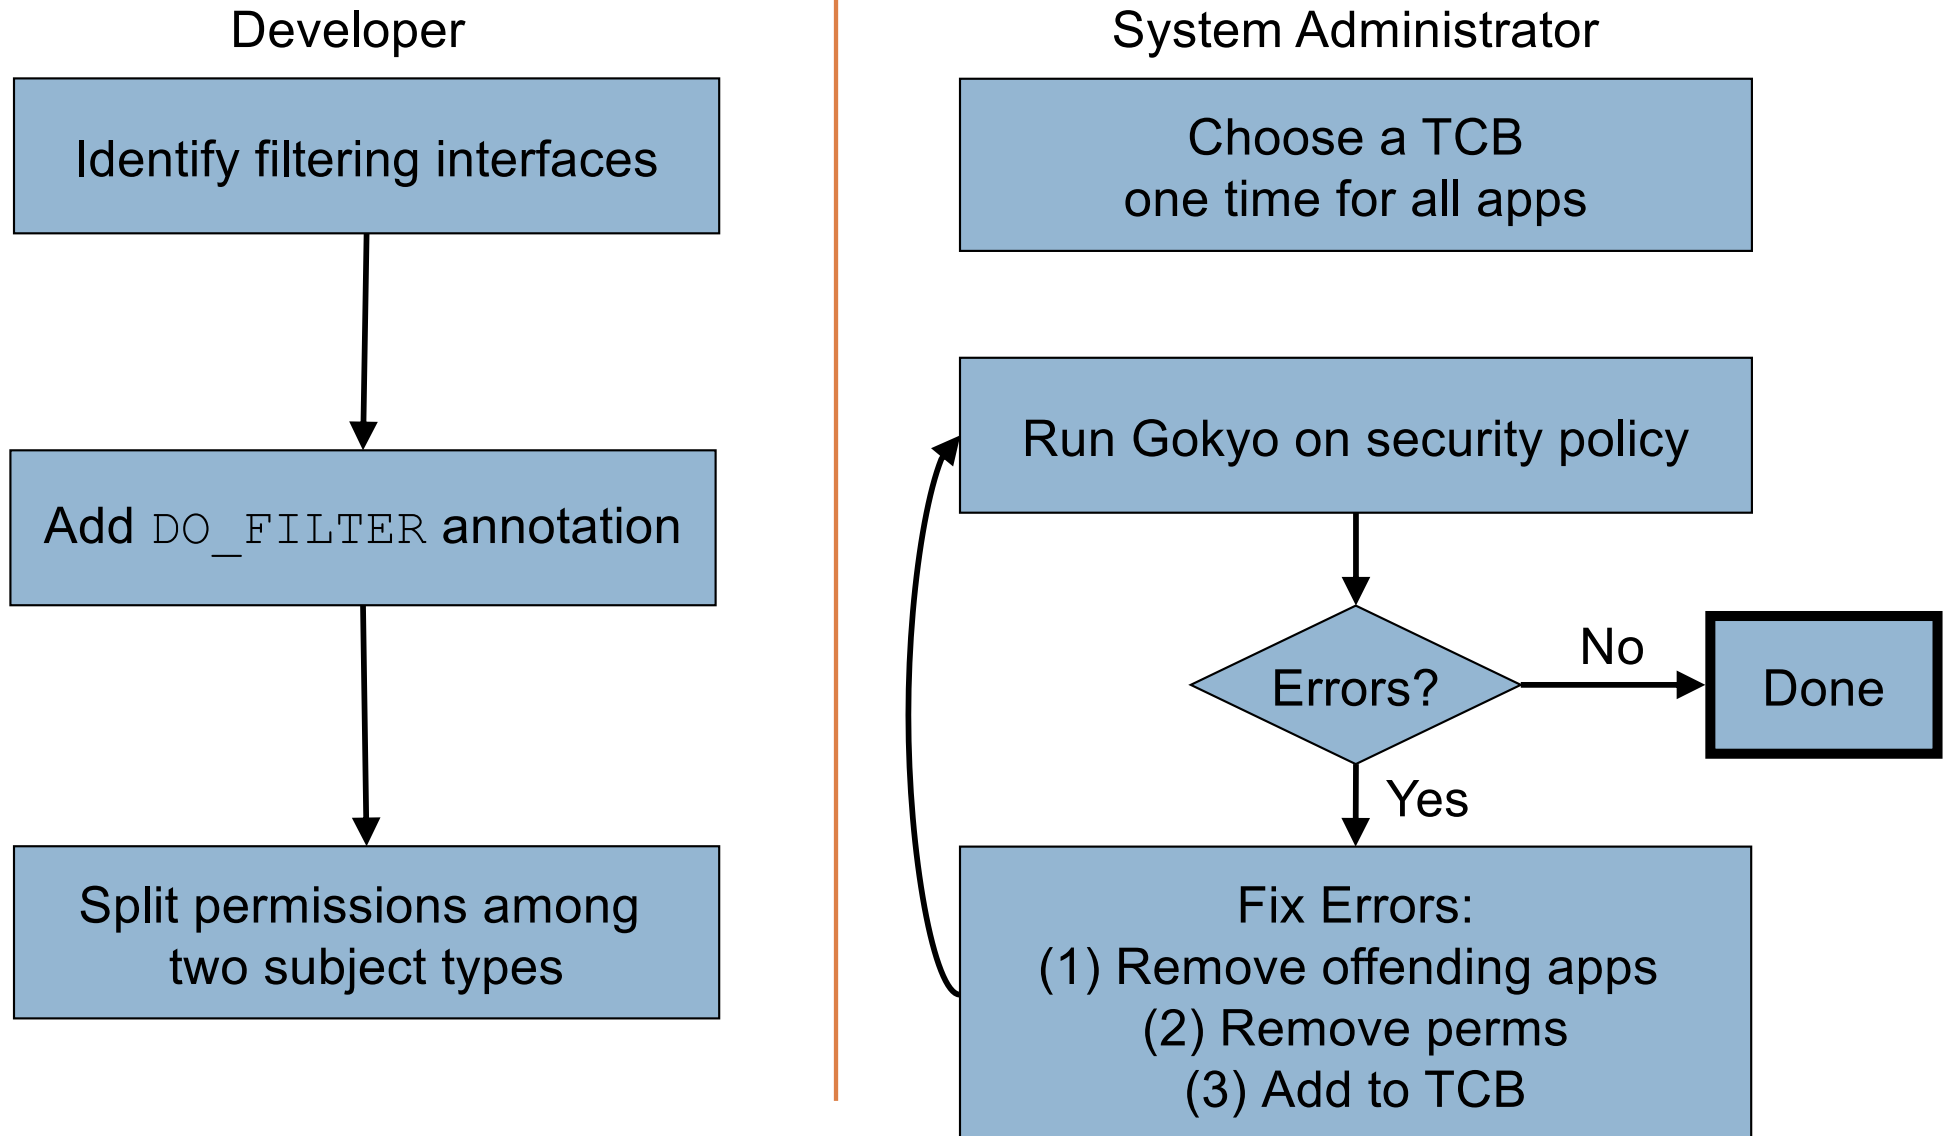 Developer
Identify filtering interfaces
Add DO_FILTER annotation
Split permissions among
two subject types
System Administrator
Choose a TCB
one time for all apps
Run Gokyo on security policy
Errors?
No
Done
Yes
Fix Errors:
(1) Remove offending apps
(2) Remove perms
(3) Add to TCB